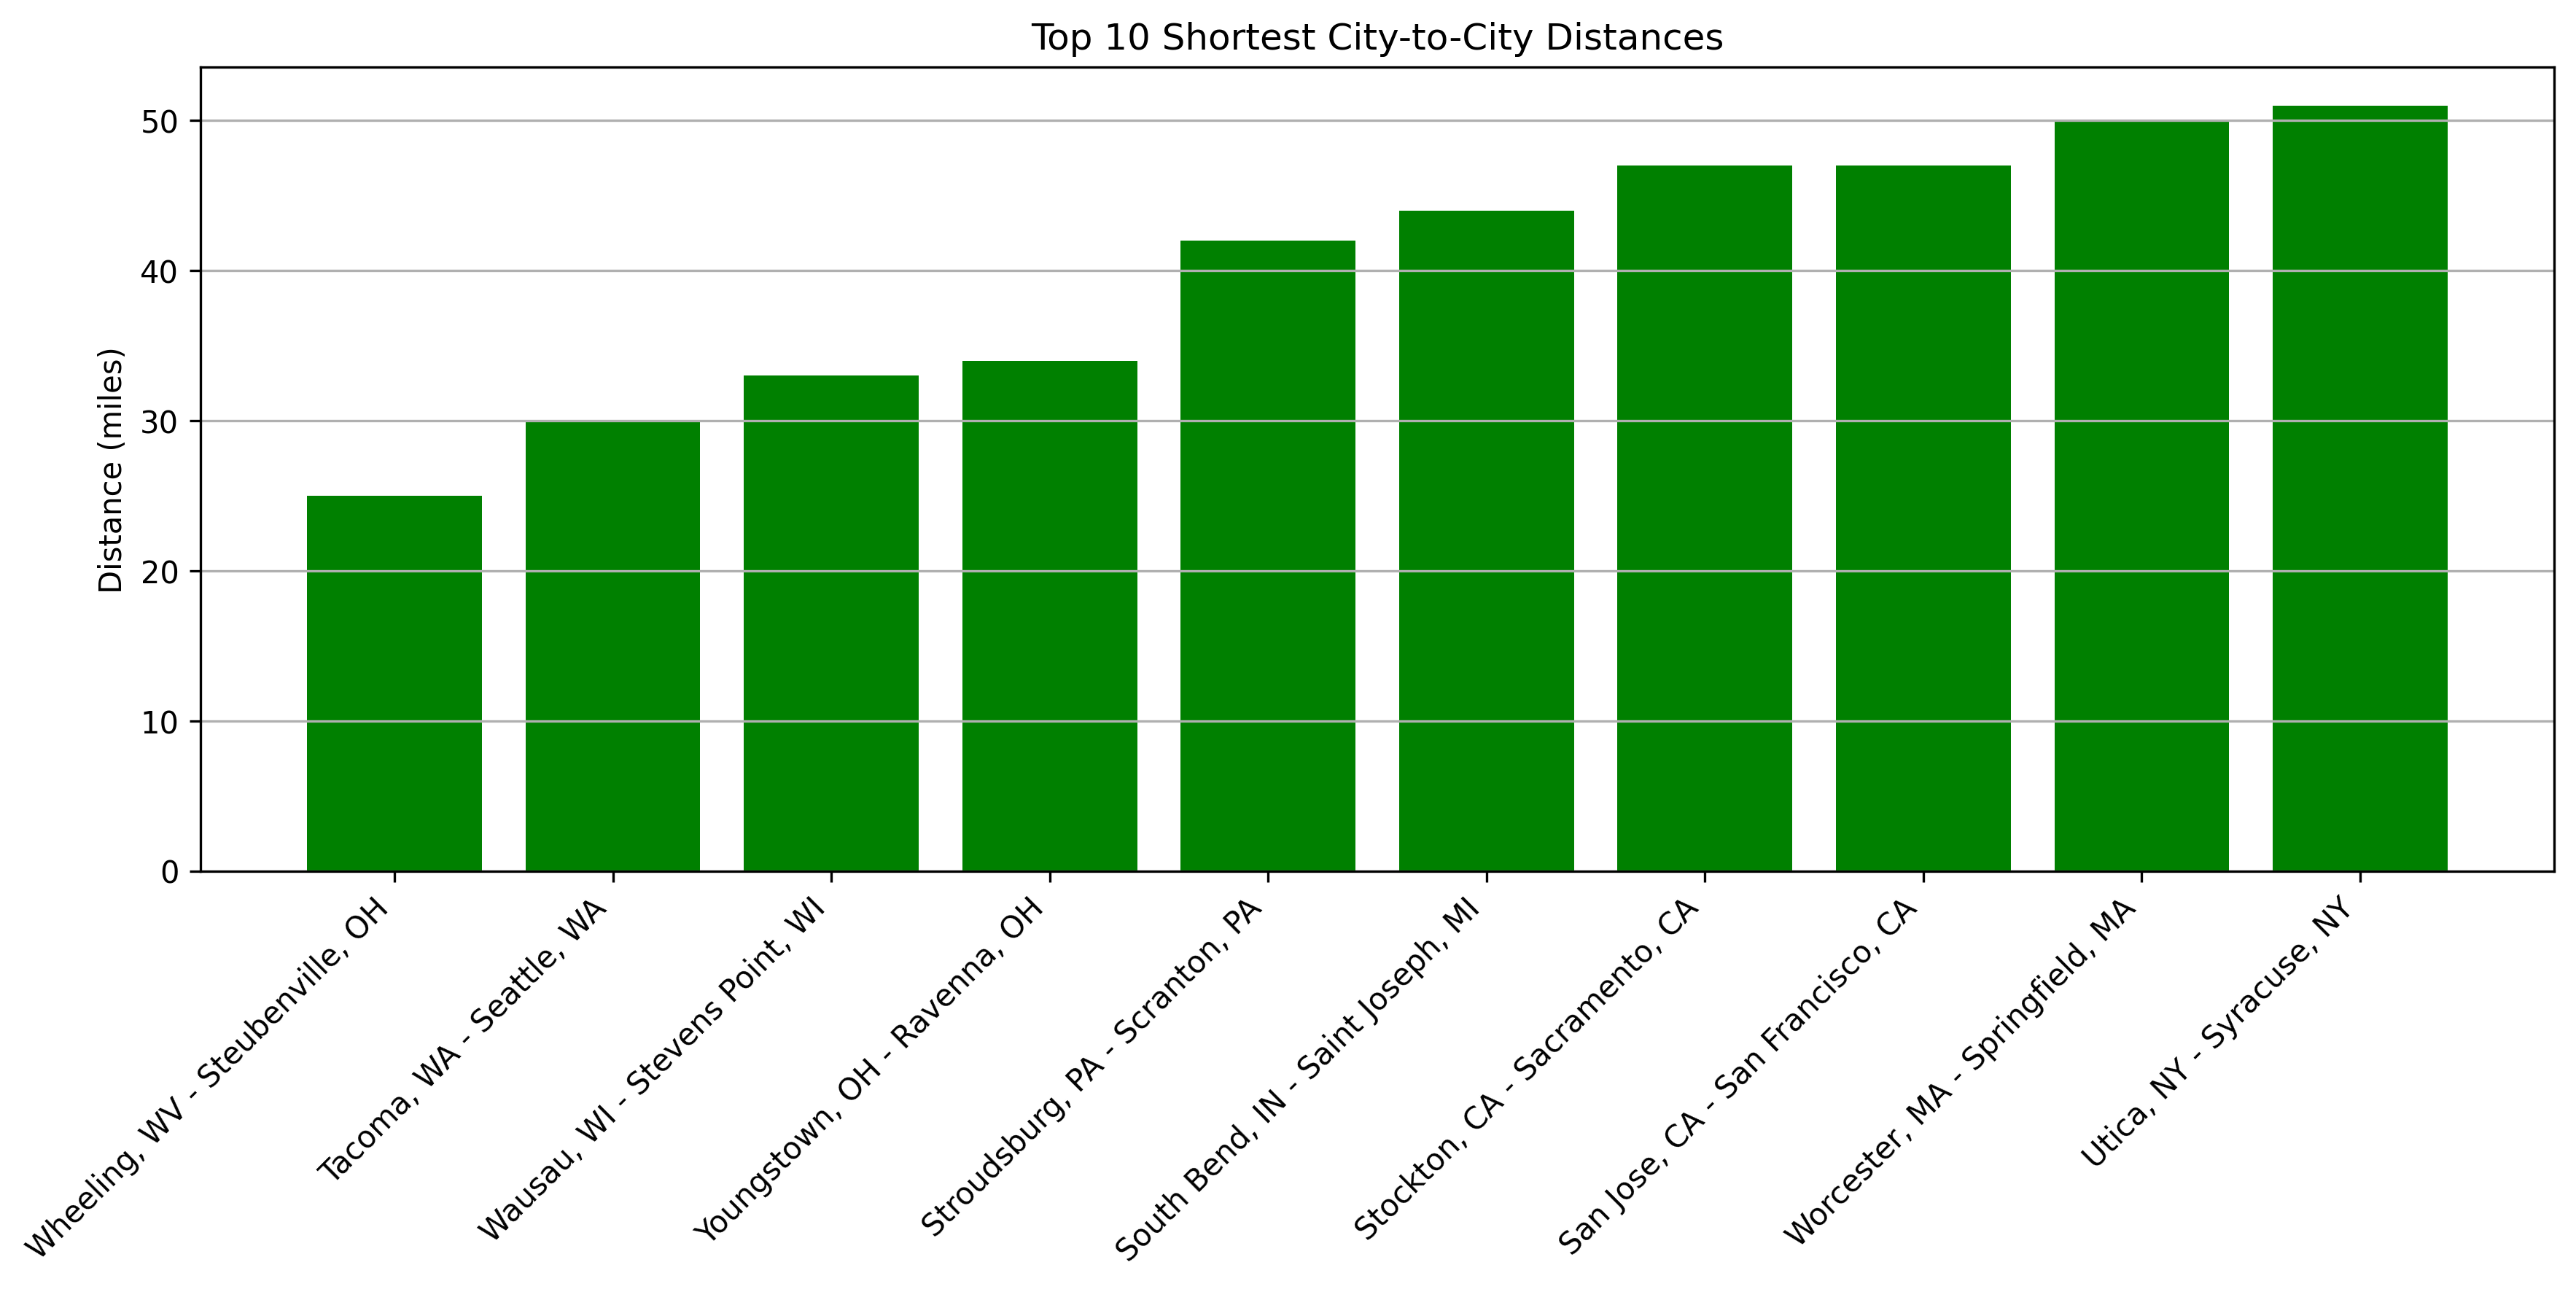 Top 10 Shortest City-to-City Distances
Distance (miles)
50
40
30
20
10
0
Wheeling, WV - Steubenville, OH
Tacoma, WA - Seattle, WA
Wausau, WI - Stevens Point, WI
Youngstown, OH - Ravenna, OH
Stroudsburg, PA - Scranton, PA
South Bend, IN - Saint Joseph, MI
Stockton, CA - Sacramento, CA
San Jose, CA - San Francisco, CA
Worcester, MA - Springfield, MA
Utica, NY - Syracuse, NY